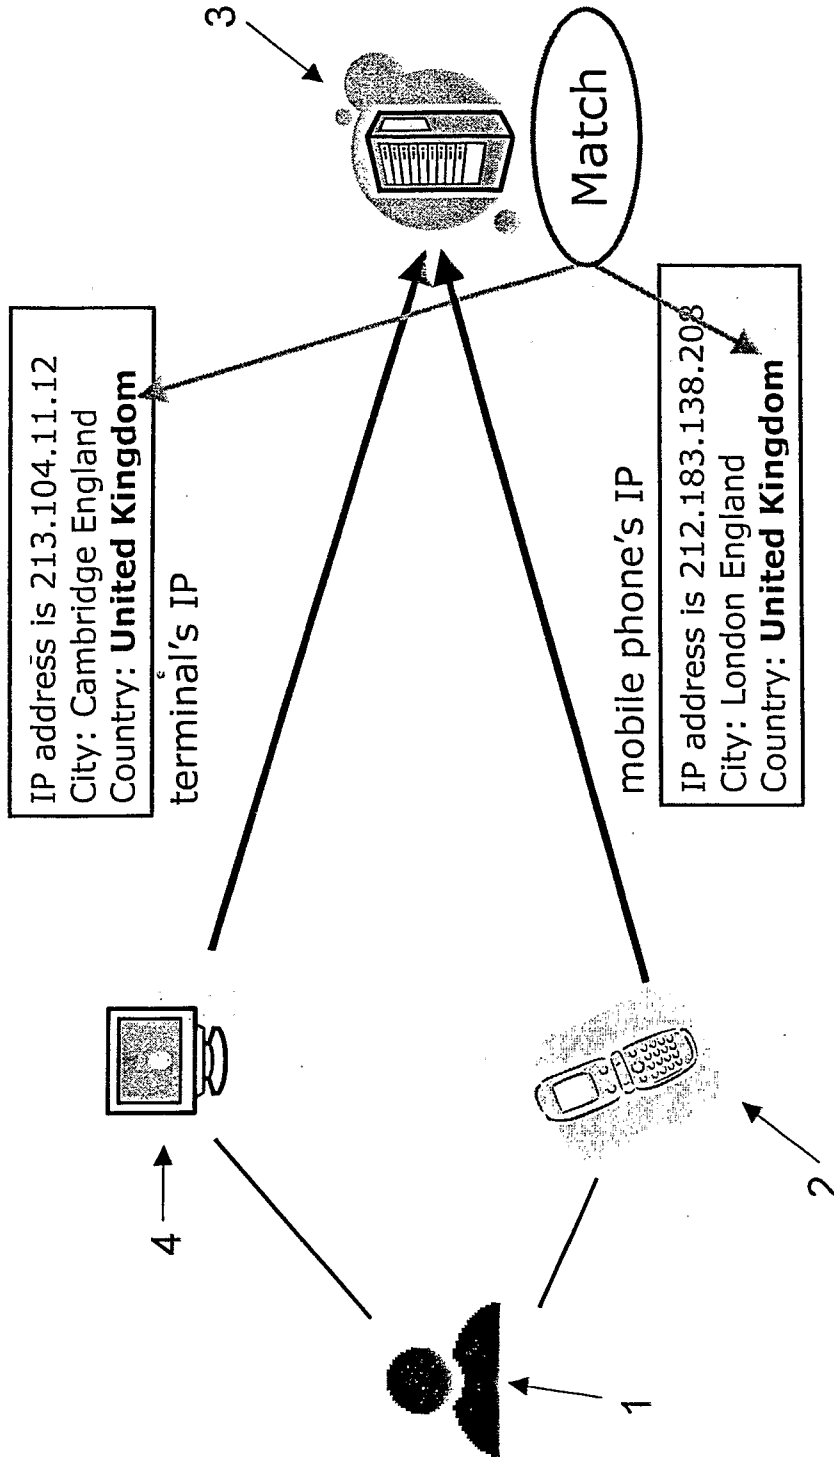 IP address is 213.104.11.12
City: Cambridge England
Country: United Kingdom
terminal's IP
3
4
Match
mobile phone's IP
IP address is 212.183.138.208
City: London England
Country: United Kingdom
1
2